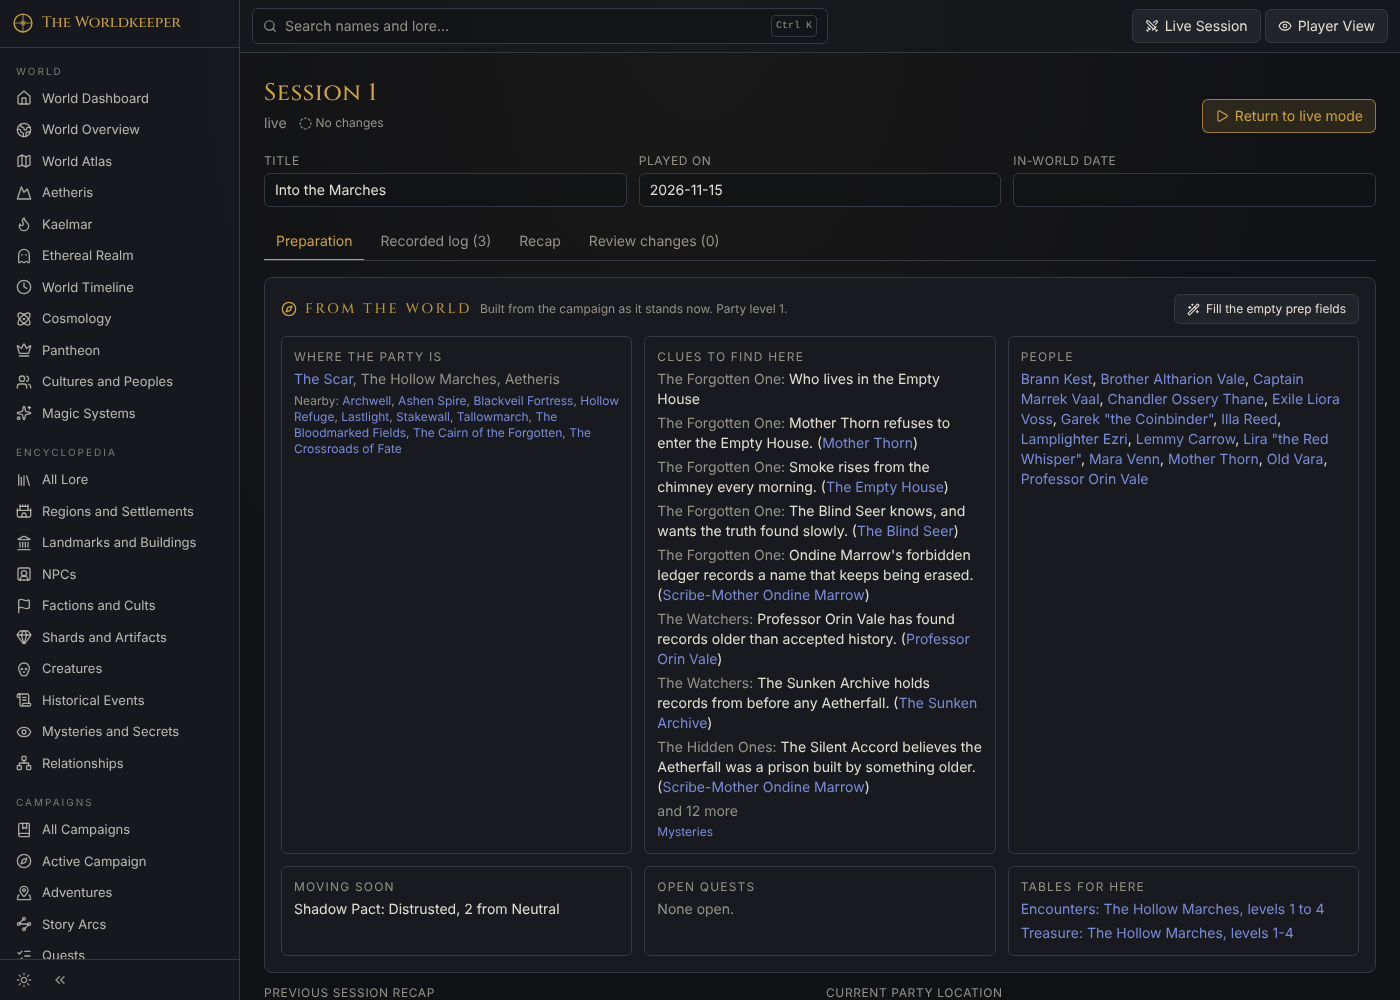 The Worldkeeper
Search names and lore...
Ctrl K
Live Session
Player View
WORLD
World Dashboard
World Overview
World Atlas
Aetheris
Kaelmar
Ethereal Realm
World Timeline
Cosmology
Pantheon
Cultures and Peoples
Magic Systems
ENCYCLOPEDIA
All Lore
Regions and Settlements
Landmarks and Buildings
NPCs
Factions and Cults
Shards and Artifacts
Creatures
Historical Events
Mysteries and Secrets
Relationships
CAMPAIGNS
All Campaigns
Active Campaign
Adventures
Story Arcs
Quests
Session 1
live
No changes
Return to live mode
TITLE
Into the Marches
PLAYED ON
2026-11-15
IN-WORLD DATE
Preparation
Recorded log (3)
Recap
Review changes (0)
FROM THE WORLD
Built from the campaign as it stands now. Party level 1.
Fill the empty prep fields
WHERE THE PARTY IS
The Scar, The Hollow Marches, Aetheris
Nearby: Archwell, Ashen Spire, Blackveil Fortress, Hollow
Refuge, Lastlight, Stakewall, Tallowmarch, The
Bloodmarked Fields, The Cairn of the Forgotten, The
Crossroads of Fate
CLUES TO FIND HERE
The Forgotten One: Who lives in the Empty
House
The Forgotten One: Mother Thorn refuses to
enter the Empty House. (Mother Thorn)
The Forgotten One: Smoke rises from the
chimney every morning. (The Empty House)
The Forgotten One: The Blind Seer knows, and
wants the truth found slowly. (The Blind Seer)
The Forgotten One: Ondine Marrow's forbidden
ledger records a name that keeps being erased.
(Scribe-Mother Ondine Marrow)
The Watchers: Professor Orin Vale has found
records older than accepted history. (Professor
Orin Vale)
The Watchers: The Sunken Archive holds
records from before any Aetherfall. (The Sunken
Archive)
The Hidden Ones: The Silent Accord believes the
Aetherfall was a prison built by something older.
(Scribe-Mother Ondine Marrow)
and 12 more
Mysteries
PEOPLE
Brann Kest, Brother Altharion Vale, Captain
Marrek Vaal, Chandler Ossery Thane, Exile Liora
Voss, Garek "the Coinbinder", Illa Reed,
Lamplighter Ezri, Lemmy Carrow, Lira "the Red
Whisper", Mara Venn, Mother Thorn, Old Vara,
Professor Orin Vale
MOVING SOON
Shadow Pact: Distrusted, 2 from Neutral
OPEN QUESTS
None open.
TABLES FOR HERE
Encounters: The Hollow Marches, levels 1 to 4
Treasure: The Hollow Marches, levels 1-4
PREVIOUS SESSION RECAP
CURRENT PARTY LOCATION